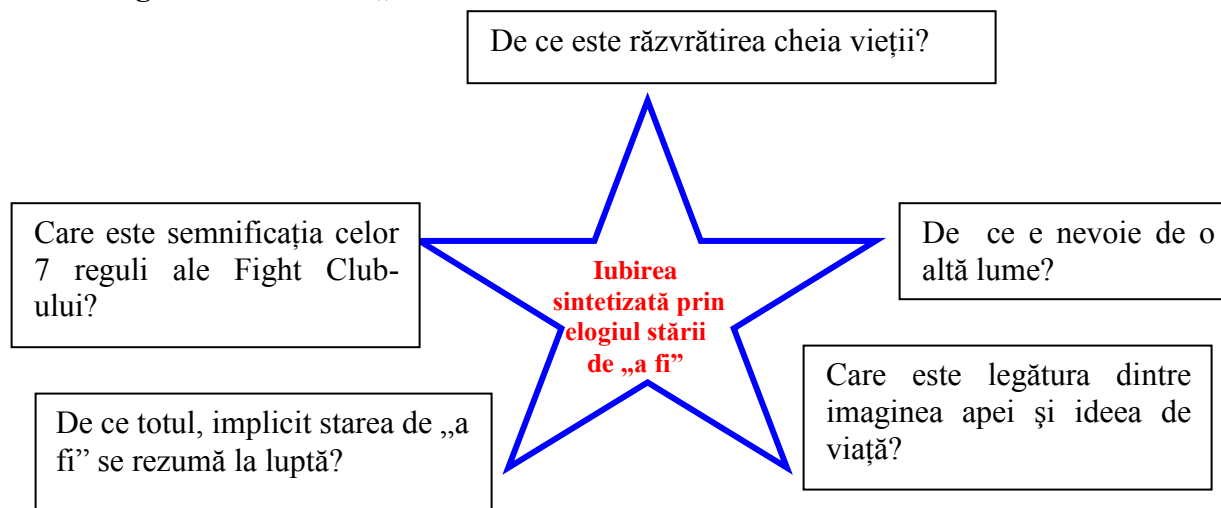 De ce este răzvrătirea cheia vieții?
Care este semnificația celor
7 reguli ale Fight Club-
ului?
De ce e nevoie de o
altă lume?
Iubirea
sintetizată prin
elogiul stării
de „a fi”
Care este legătura dintre
imaginea apei şi ideea de
viață?
De ce totul, implicit starea de „a
fi” se rezumă la luptă?